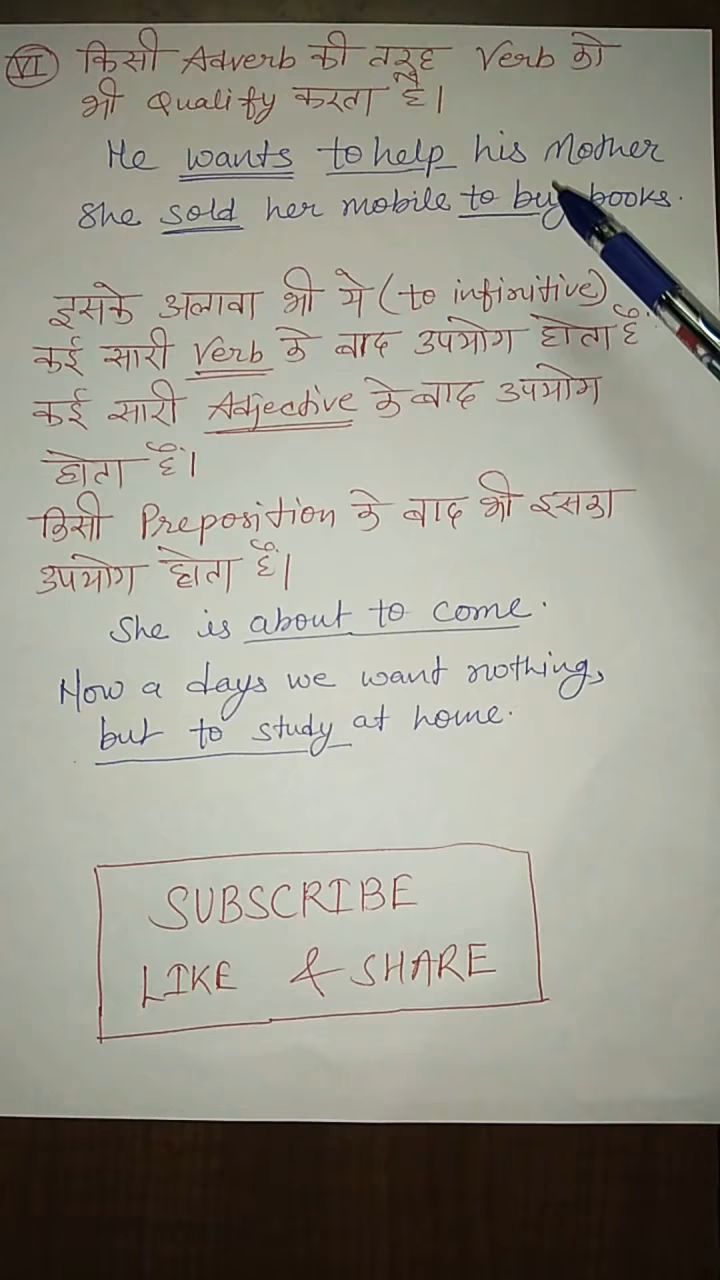 VI किसी Adverb की तरह Verb को
भी Qualify करता है।
He wants to help his Mother
She sold her mobile to buy books.
इसके अलावा भी ये (to infinitive)
कई सारी Verb के बाद उपयोग होता है।
कई सारी Adjective के बाद उपयोग
होता है।
किसी Preposition के बाद भी इसका
उपयोग होता है।
She is about to come.
Now a days we want nothing,
but to study at home.
SUBSCRIBE
LIKE & SHARE